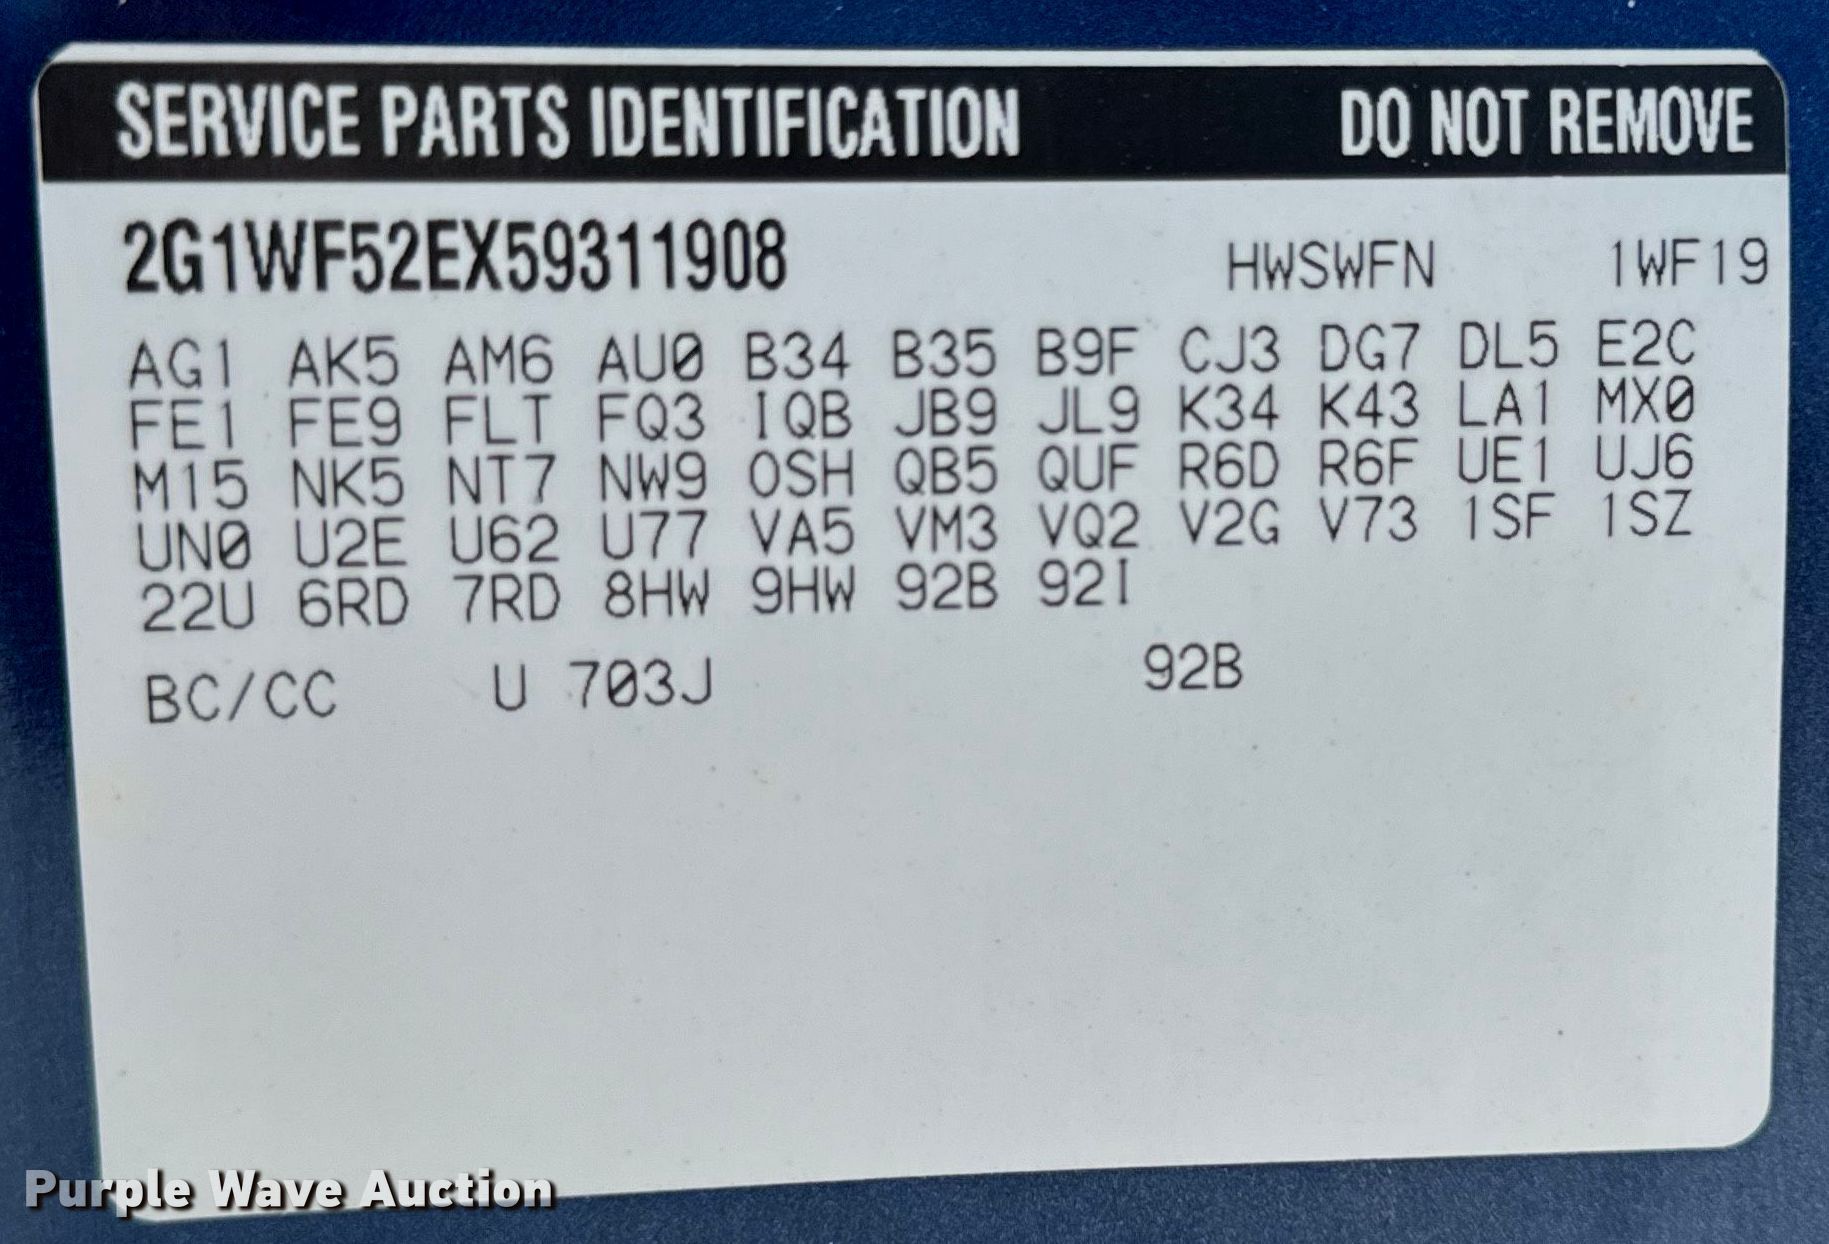 SERVICE PARTS IDENTIFICATION DO NOT REMOVE
2G1WF52EX59311908 HWSWFN 1WF19
AG1 AK5 AM6 AU0 B34 B35 B9F CJ3 DG7 DL5 E2C
FE1 FE9 FLT FQ3 IQB JB9 JL9 K34 K43 LA1 MX0
M15 NK5 NT7 NW9 OSH QB5 QUF R6D R6F UE1 UJ6
UN0 U2E U62 U77 VA5 VM3 VQ2 V2G V73 1SF 1SZ
22U 6RD 7RD 8HW 9HW 92B 92I
BC/CC U 703J 92B
Purple Wave Auction